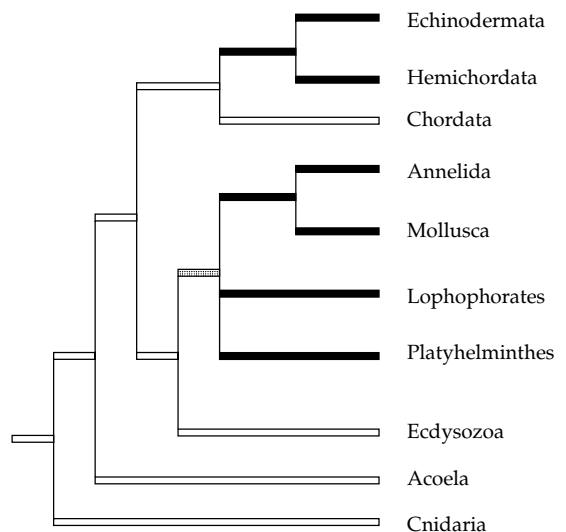 Echinodermata
Hemichordata
Chordata
Annelida
Mollusca
Lophophorates
Platyhelminthes
Ecdysozoa
Acoela
Cnidaria